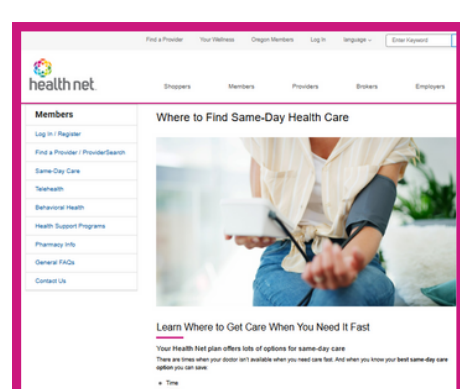 Find a Provider Your Wellness Oregon Members Log In language
Enter Keyword
health net
Shoppers Members Providers Brokers Employers
Members
Log In / Register
Find a Provider / ProviderSearch
Same-Day Care
Telehealth
Behavioral Health
Health Support Programs
Pharmacy Info
General FAQs
Contact Us
Where to Find Same-Day Health Care
Learn Where to Get Care When You Need It Fast
Your Health Net plan offers lots of options for same-day care
There are times when your doctor isn't available when you need care fast. And when you know your best same-day care
option you can save:
Time